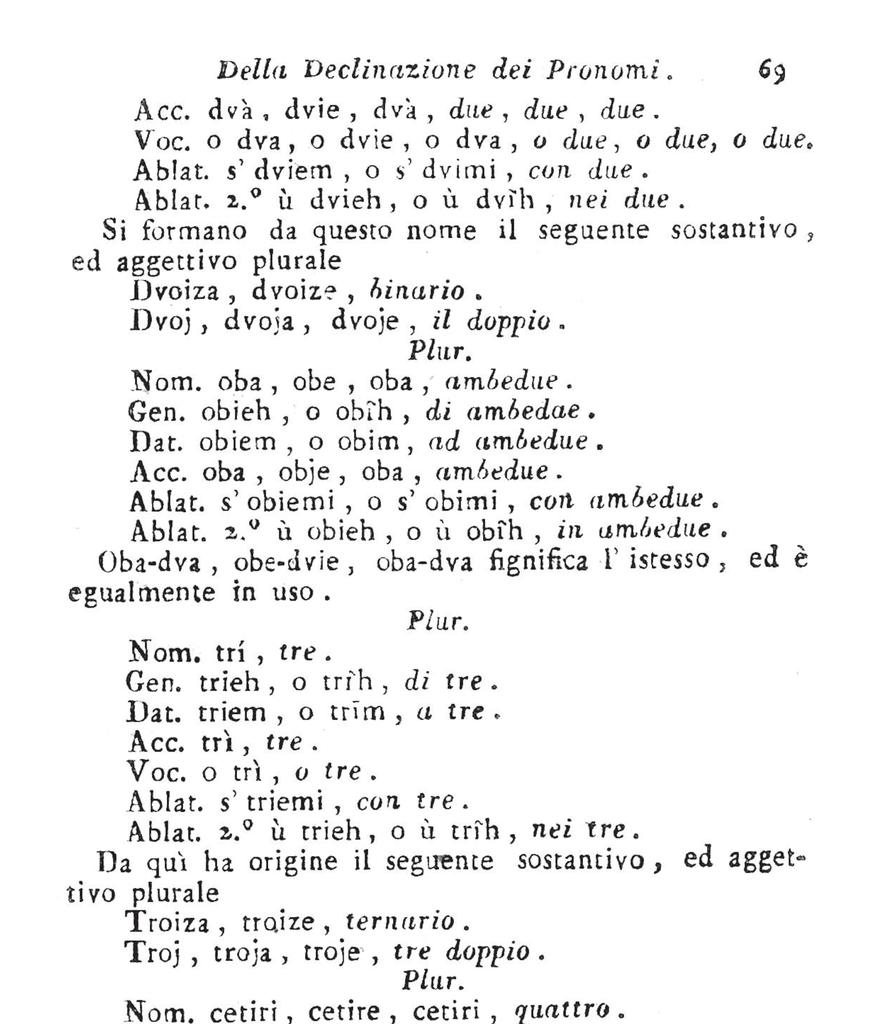 Della Declinazione dei Pronomi. 69
Acc. dvà, dvie, dvà, due, due, due.
Voc. o dva, o dvie, o dva, o due, o due, o due.
Ablat. s' dviem, o s' dvimi, con due.
Ablat. 2.º ù dvieh, o ù dvîh, nei due.
Si formano da questo nome il seguente sostantivo,
ed aggettivo plurale
Dvoiza, dvoize, binario.
Dvoj, dvoja, dvoje, il doppio.
Plur.
Nom. oba, obe, oba, ambedue.
Gen. obieh, o obîh, di ambedae.
Dat. obiem, o obim, ad ambedue.
Acc. oba, obje, oba, ambedue.
Ablat. s' obiemi, o s' obimi, con ambedue.
Ablat. 2.º ù obieh, o ù obîh, in ambedue.
Oba-dva, obe-dvie, oba-dva fignifica l' istesso, ed è
egualmente in uso.
Plur.
Nom. trí, tre.
Gen. trieh, o trîh, di tre.
Dat. triem, o trīm, a tre.
Acc. trì, tre.
Voc. o trì, o tre.
Ablat. s' triemi, con tre.
Ablat. 2.º ù trieh, o ù trîh, nei tre.
Da quì ha origine il seguente sostantivo, ed agget-
tivo plurale
Troiza, troize, ternario.
Troj, troja, troje, tre doppio.
Plur.
Nom. cetiri, cetire, cetiri, quattro.